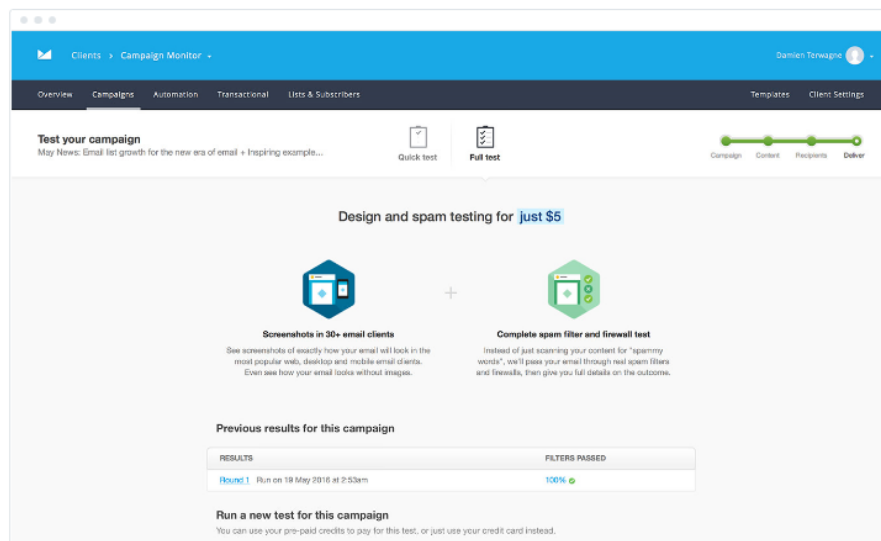 Clients > Campaign Monitor
Damien Terwagne
Overview Campaigns Automation Transactional Lists & Subscribers Templates Client Settings
Test your campaign
May News: Email list growth for the new era of email + Inspiring example...
Quick test Full test
Campaign Content Recipients Deliver
Design and spam testing for just $5
Screenshots in 30+ email clients
See screenshots of exactly how your email will look in the
most popular web, desktop and mobile email clients.
Even see how your email looks without images.
Complete spam filter and firewall test
Instead of just scanning your content for "spammy
words", we'll pass your email through real spam filters
and firewalls, then give you full details on the outcome.
Previous results for this campaign
RESULTS FILTERS PASSED
Round 1 Run on 19 May 2016 at 2:53am 100%
Run a new test for this campaign
You can use your pre-paid credits to pay for this test, or just use your credit card instead.